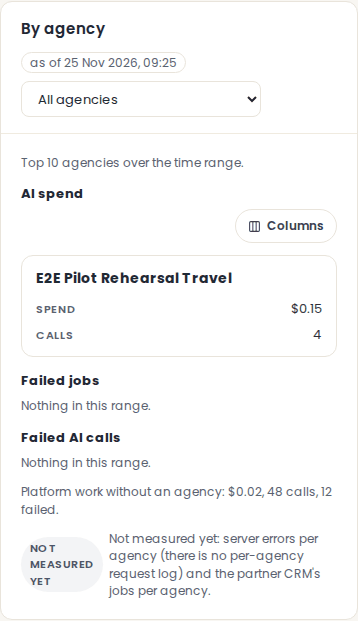 By agency
as of 25 Nov 2026, 09:25
All agencies
Top 10 agencies over the time range.
AI spend
Columns
E2E Pilot Rehearsal Travel
SPEND $0.15
CALLS 4
Failed jobs
Nothing in this range.
Failed AI calls
Nothing in this range.
Platform work without an agency: $0.02, 48 calls, 12
failed.
NOT
MEASURED
YET
Not measured yet: server errors per
agency (there is no per-agency
request log) and the partner CRM's
jobs per agency.